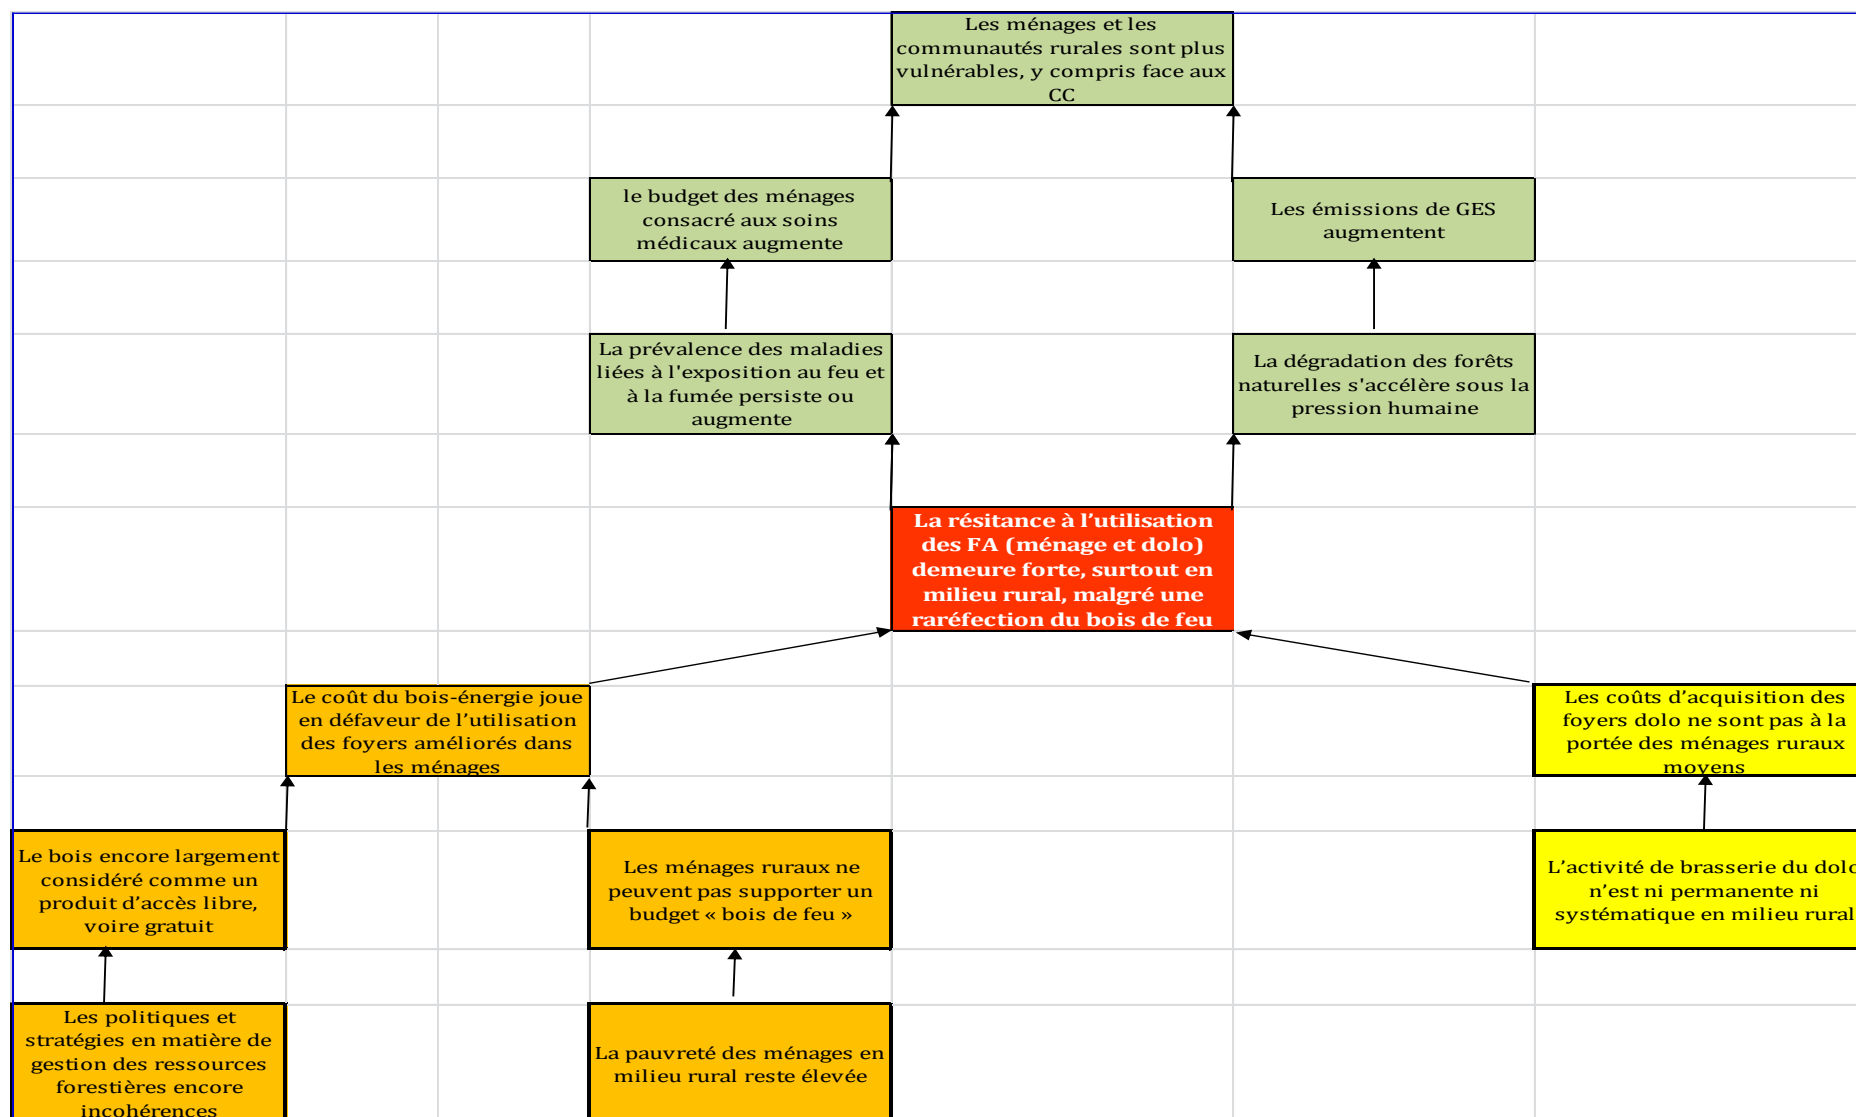 Les ménages et les
communautés rurales sont plus
vulnérables, y compris face aux
CC
le budget des ménages
consacré aux soins
médicaux augmente
Les émissions de GES
augmentent
La prévalence des maladies
liées à l'exposition au feu et
à la fumée persiste ou
augmente
La dégradation des forêts
naturelles s'accélère sous la
pression humaine
La résitance à l’utilisation
des FA (ménage et dolo)
demeure forte, surtout en
milieu rural, malgré une
raréfection du bois de feu
Le coût du bois-énergie joue
en défaveur de l’utilisation
des foyers améliorés dans
les ménages
Les coûts d’acquisition des
foyers dolo ne sont pas à la
portée des ménages ruraux
moyens
Le bois encore largement
considéré comme un
produit d’accès libre,
voire gratuit
Les ménages ruraux ne
peuvent pas supporter un
budget « bois de feu »
L’activité de brasserie du dolo
n’est ni permanente ni
systématique en milieu rural
Les politiques et
stratégies en matière de
gestion des ressources
forestières encore
incohérences
La pauvreté des ménages en
milieu rural reste élevée